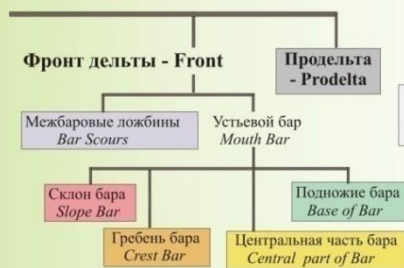 Фронт дельты - Front
Продельта
- Prodelta
Межбаровые ложбины
Bar Scours
Устьевой бар
Mouth Bar
Склон бара
Slope Bar
Подножие бара
Base of Bar
Гребень бара
Crest Bar
Центральная часть бара
Central part of Bar